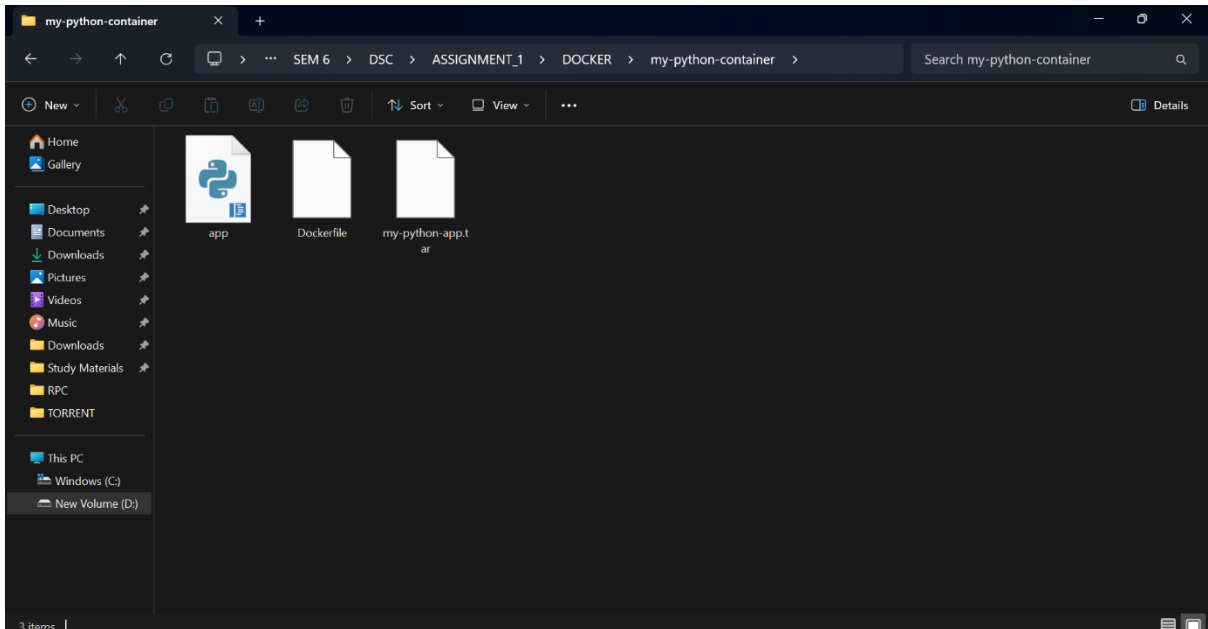 my-python-container
SEM 6 > DSC > ASSIGNMENT_1 > DOCKER > my-python-container >
Search my-python-container
New
Sort
View
Details
Home
Gallery
Desktop
Documents
Downloads
Pictures
Videos
Music
Downloads
Study Materials
RPC
TORRENT
This PC
Windows (C:)
New Volume (D:)
app
Dockerfile
my-python-app.t
ar
3 items